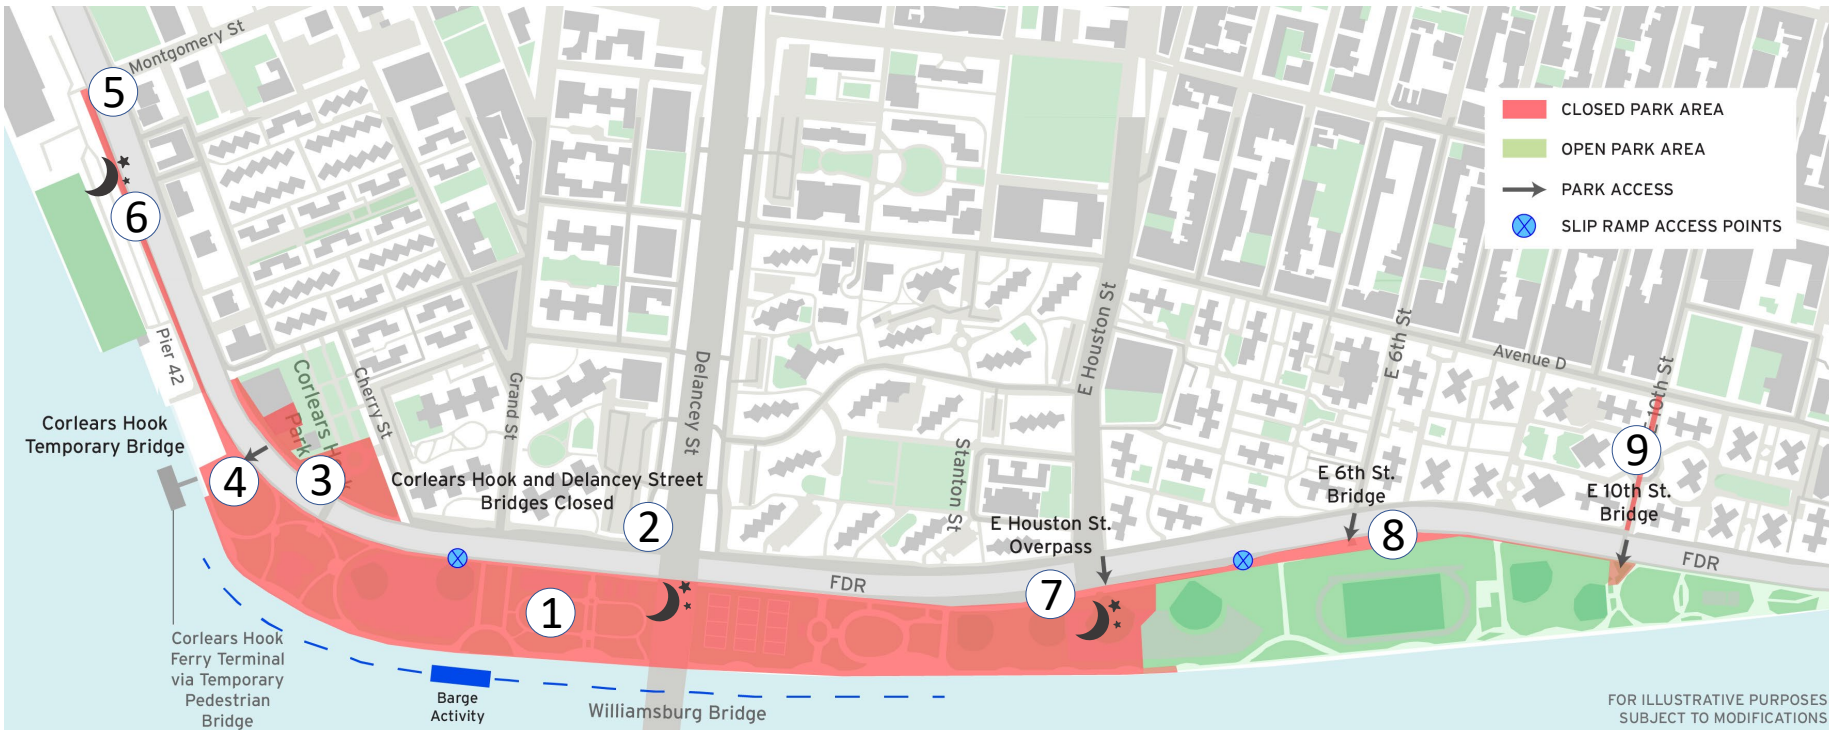 Montgomery St
5
6
Pier 42
Corlears Hook
Park
Cherry St
Grand St
Delancey St
Stanton St
E Houston St
E 6th St
Avenue D
E 10th St
CLOSED PARK AREA
OPEN PARK AREA
PARK ACCESS
SLIP RAMP ACCESS POINTS
Corlears Hook
Temporary Bridge
4
3
Corlears Hook and Delancey Street
Bridges Closed
2
E Houston St.
Overpass
E 6th St.
Bridge
8
9
E 10th St.
Bridge
FDR
FDR
7
1
Corlears Hook
Ferry Terminal
via Temporary
Pedestrian
Bridge
Barge
Activity
Williamsburg Bridge
FOR ILLUSTRATIVE PURPOSES
SUBJECT TO MODIFICATIONS